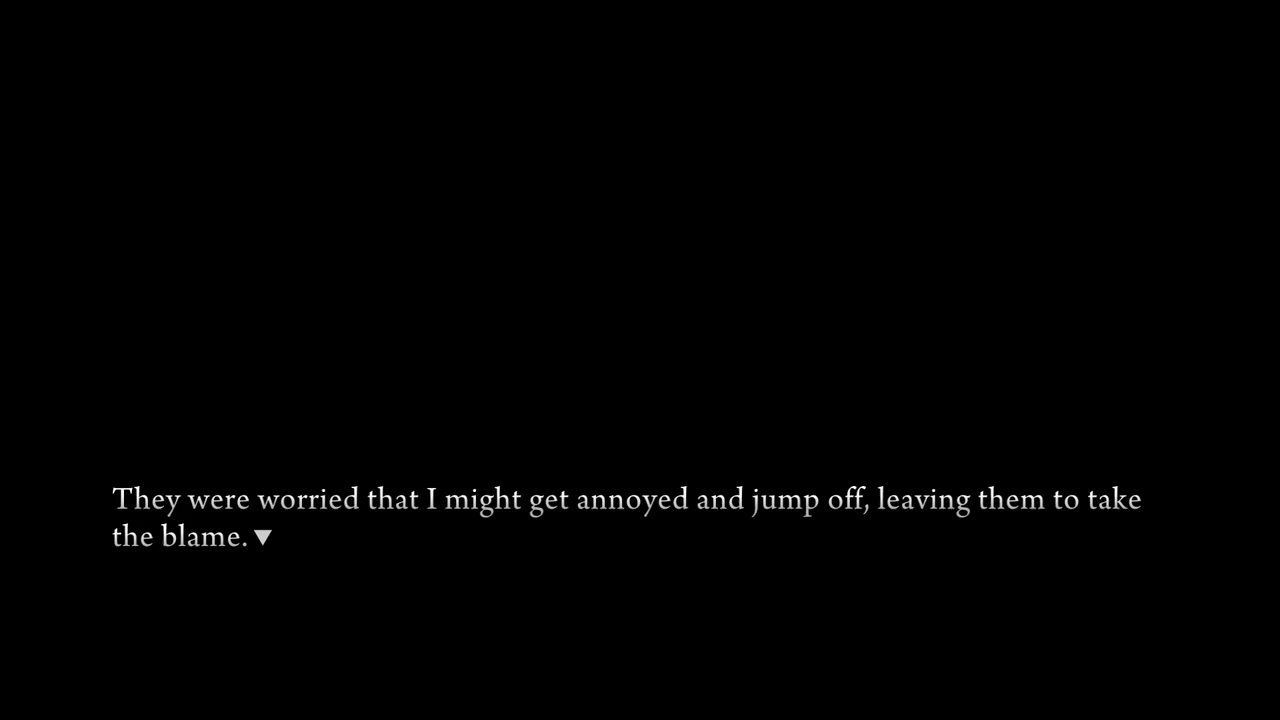 They were worried that I might get annoyed and jump off, leaving them to take
the blame.